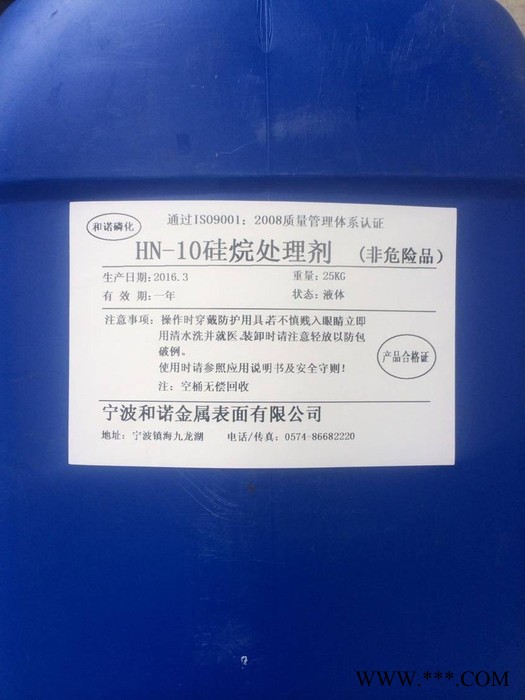 通过ISO9001：2008质量管理体系认证
和诺磷化
HN-10硅烷处理剂 （非危险品）
生产日期:2016.3 重量：25KG
有 效 期:一年 状态：液体
注意事项：操作时穿戴防护用具,若不慎贱入眼睛立即
用清水洗并就医。装卸时请注意轻放以防包
破例。
使用时请参照应用说明书及安全守则！
注：空桶无偿回收
产品合格证
宁波和诺金属表面有限公司
地址：宁波镇海九龙湖 电话/传真：0574-86682220
WWW.***.COM